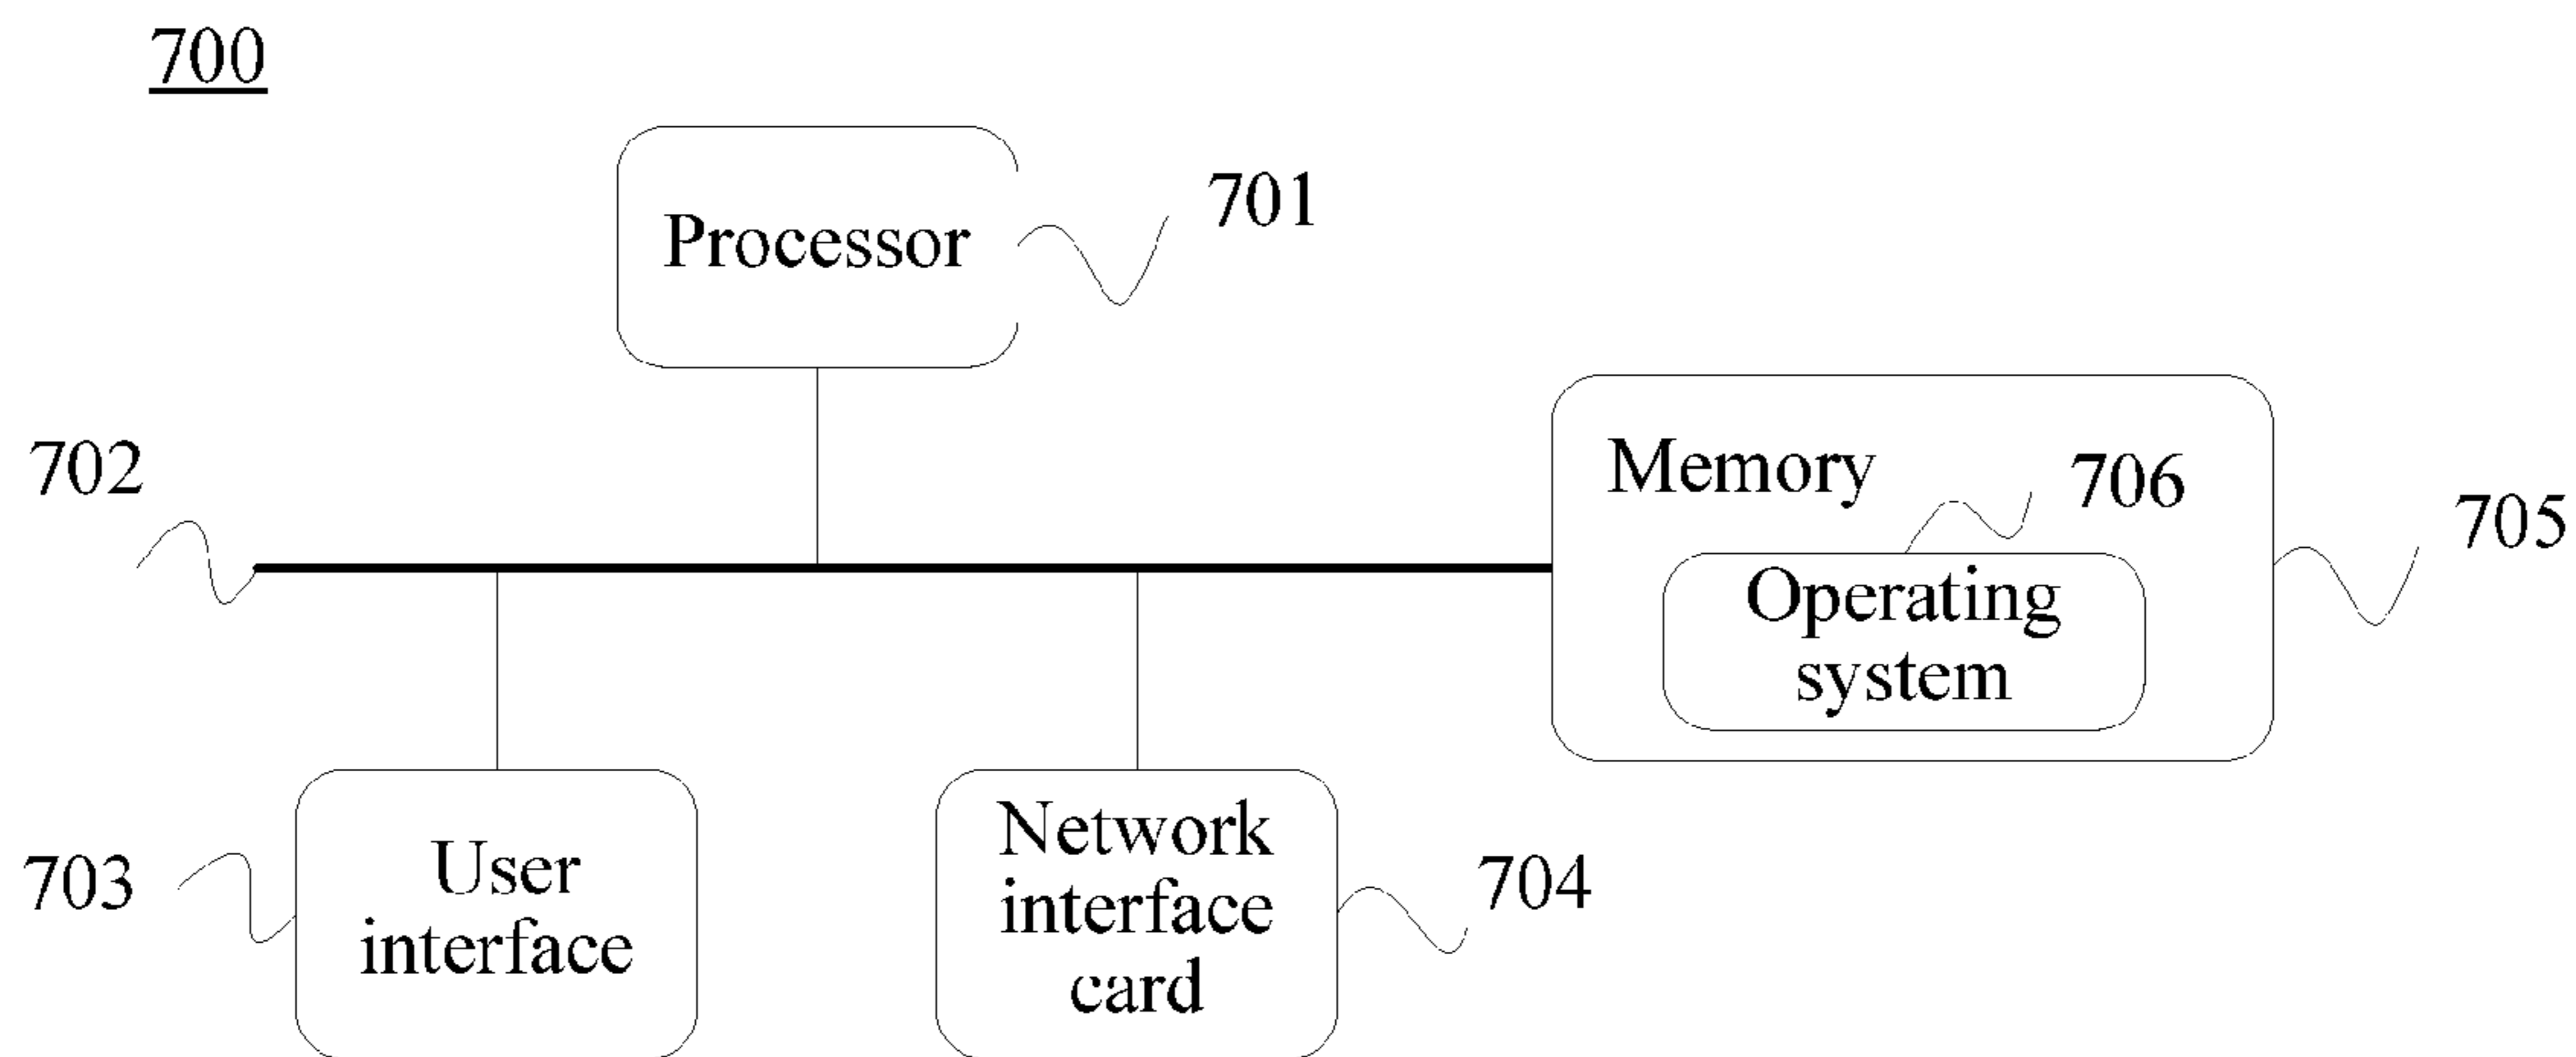 700
Processor
701
702
Memory
706
705
Operating
system
703
User
interface
Network
interface
card
704